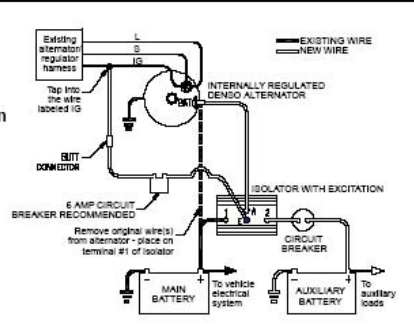 Existing
alternator/
regulator
harness
L
S
IG
EXISTING WIRE
NEW WIRE
Tap into
the wire
labeled IG
BAT
INTERNALLY REGULATED
DENSO ALTERNATOR
n
BUTT
CONNECTOR
6 AMP CIRCUIT
BREAKER RECOMMENDED
ISOLATOR WITH EXCITATION
1
E
A
2
Remove original wire(s)
from alternator - place on
terminal #1 of isolator
CIRCUIT
BREAKER
-
+
MAIN
BATTERY
To vehicle
electrical
system
-
+
AUXILIARY
BATTERY
To
auxiliary
loads